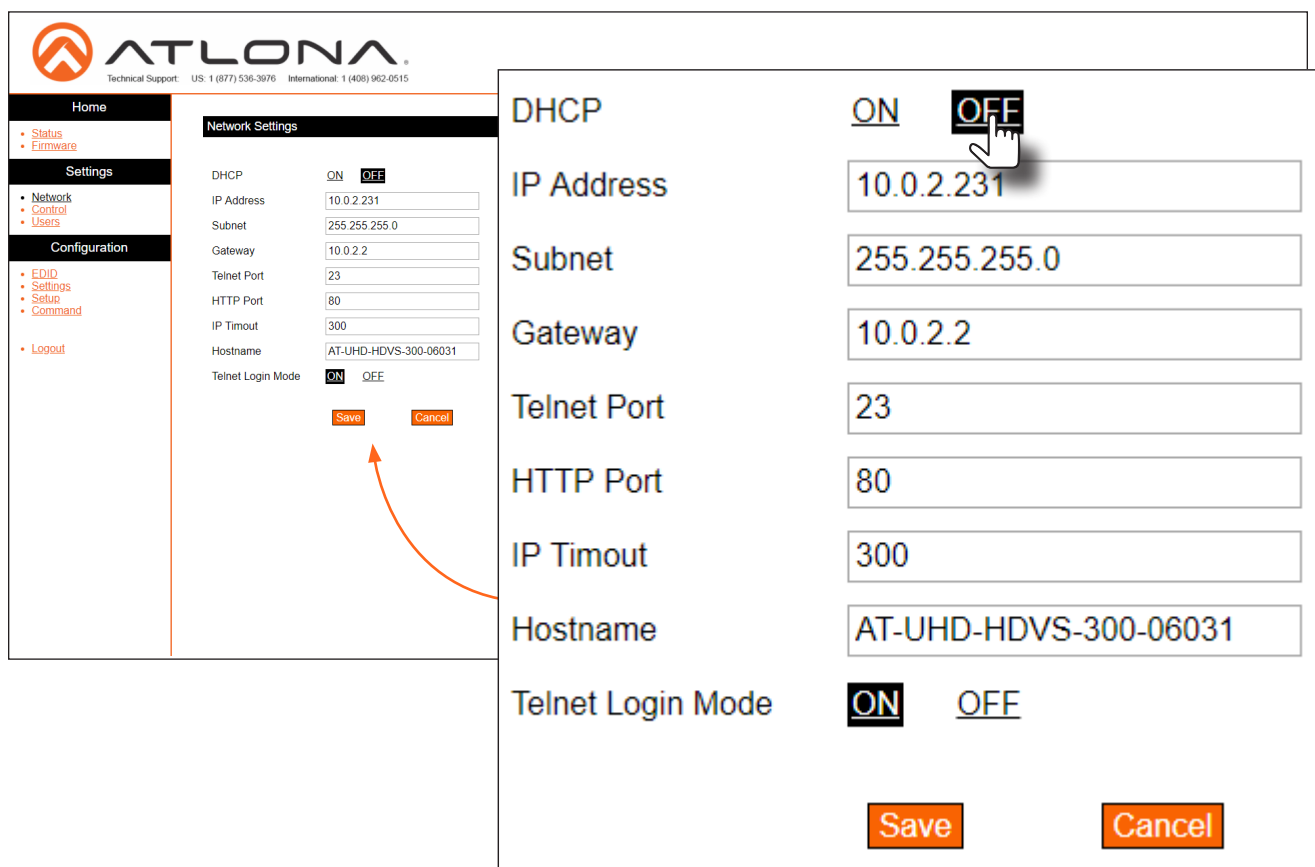 ATLONA.
Technical Support: US: 1 (877) 536-3976 International: 1 (408) 962-0515
Home
Status
Firmware
Settings
Network
Control
Users
Configuration
EDID
Settings
Setup
Command
Logout
Network Settings
DHCP ON OFF
IP Address 10.0.2.231
Subnet 255.255.255.0
Gateway 10.0.2.2
Telnet Port 23
HTTP Port 80
IP Timout 300
Hostname AT-UHD-HDVS-300-06031
Telnet Login Mode ON OFF
Save Cancel
DHCP ON OFF
IP Address 10.0.2.231
Subnet 255.255.255.0
Gateway 10.0.2.2
Telnet Port 23
HTTP Port 80
IP Timout 300
Hostname AT-UHD-HDVS-300-06031
Telnet Login Mode ON OFF
Save Cancel